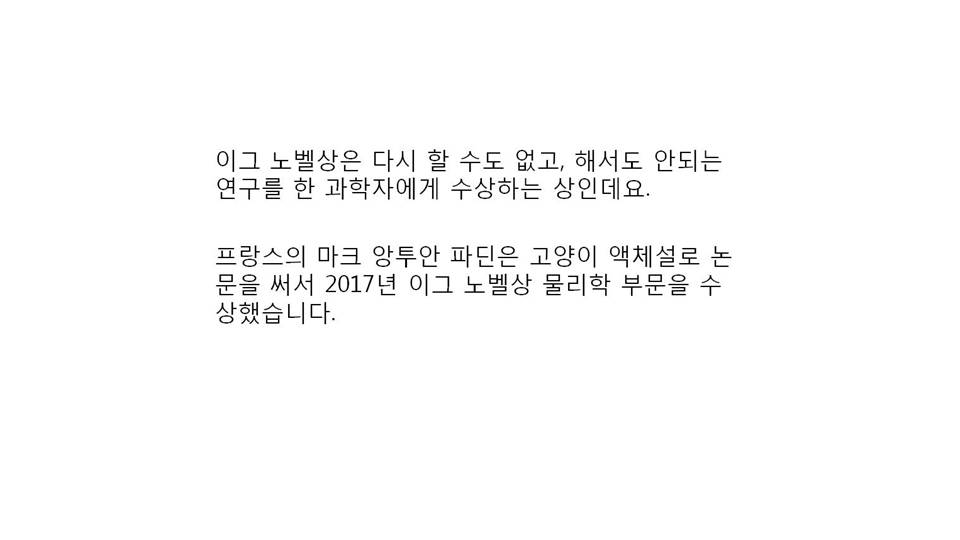 이그 노벨상은 다시 할 수도 없고, 해서도 안되는
연구를 한 과학자에게 수상하는 상인데요.
프랑스의 마크 앙투안 파딘은 고양이 액체설로 논
문을 써서 2017년 이그 노벨상 물리학 부문을 수
상했습니다.